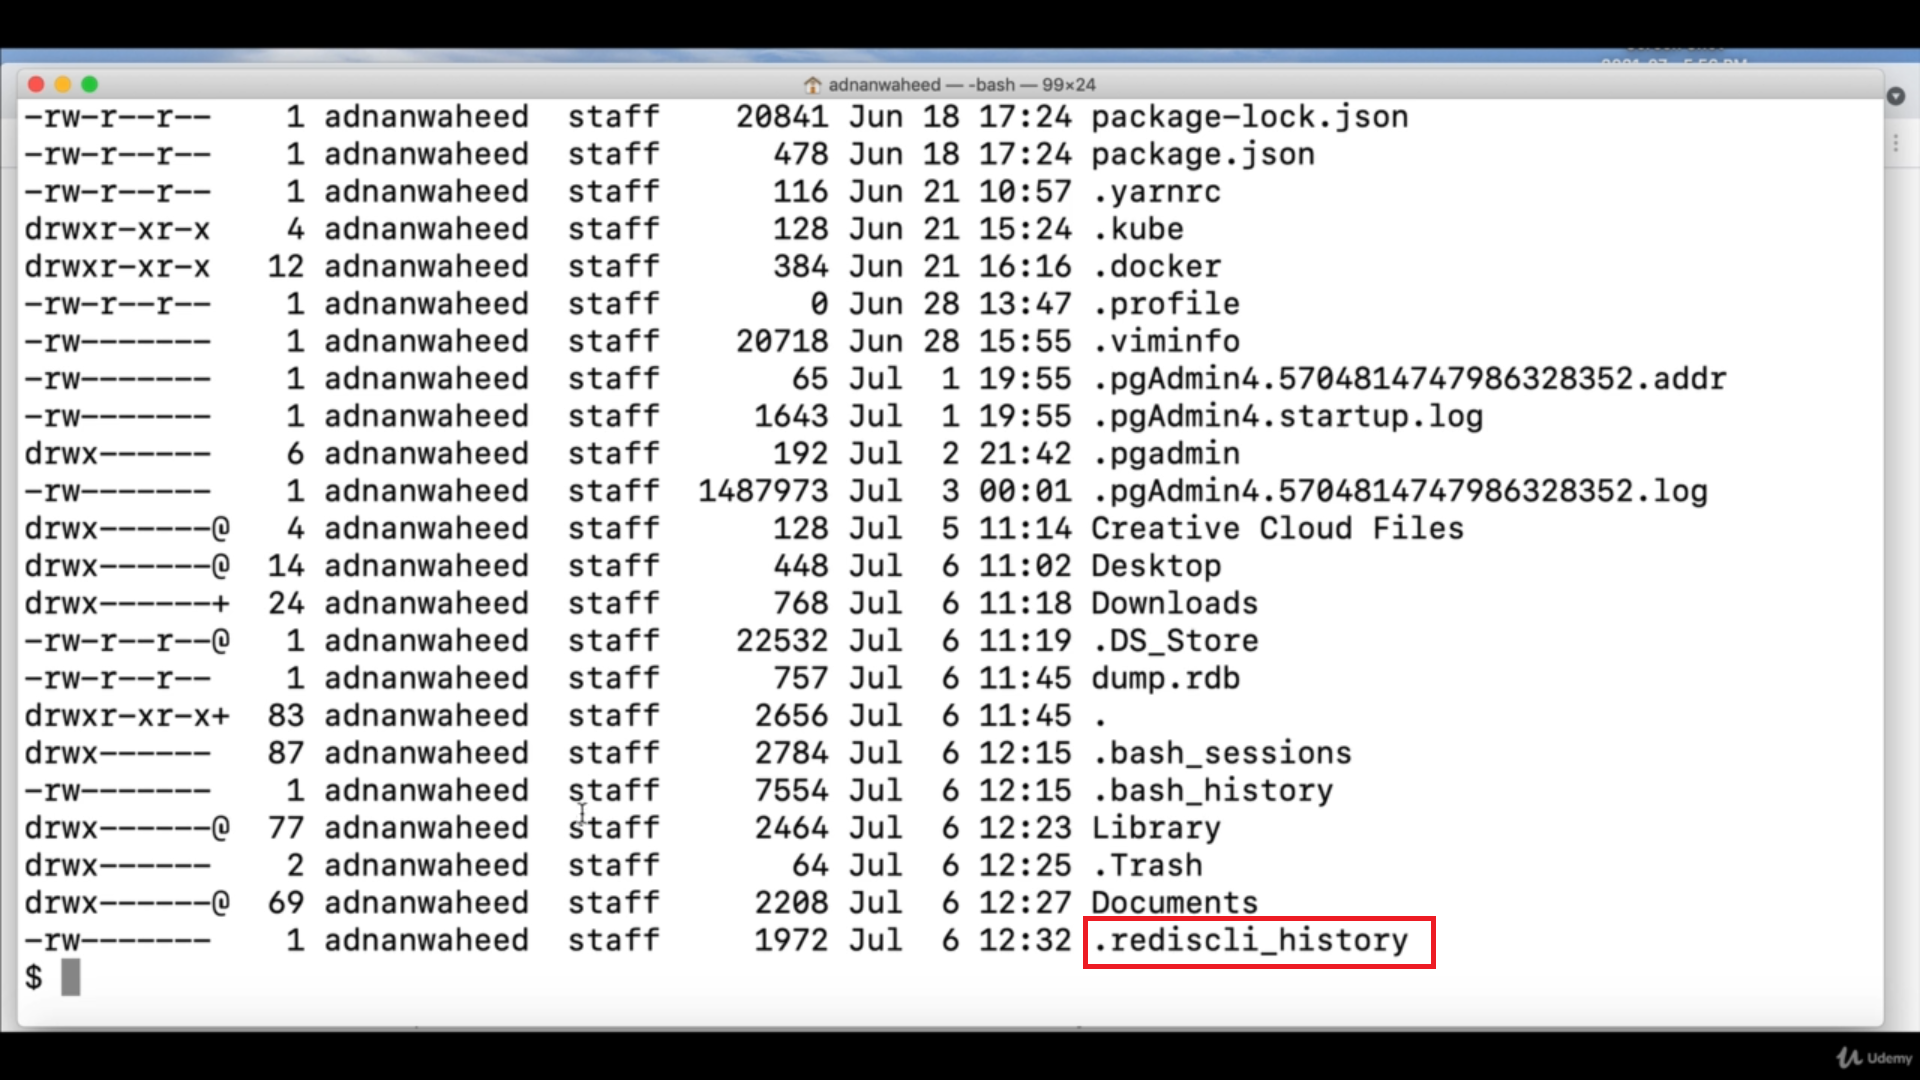 adnanwaheed — -bash — 99×24
-rw-r--r--   1 adnanwaheed  staff    20841 Jun 18 17:24 package-lock.json
-rw-r--r--   1 adnanwaheed  staff      478 Jun 18 17:24 package.json
-rw-r--r--   1 adnanwaheed  staff      116 Jun 21 10:57 .yarnrc
drwxr-xr-x   4 adnanwaheed  staff      128 Jun 21 15:24 .kube
drwxr-xr-x  12 adnanwaheed  staff      384 Jun 21 16:16 .docker
-rw-r--r--   1 adnanwaheed  staff        0 Jun 28 13:47 .profile
-rw-------   1 adnanwaheed  staff    20718 Jun 28 15:55 .viminfo
-rw-------   1 adnanwaheed  staff       65 Jul  1 19:55 .pgAdmin4.5704814747986328352.addr
-rw-------   1 adnanwaheed  staff     1643 Jul  1 19:55 .pgAdmin4.startup.log
drwx------   6 adnanwaheed  staff      192 Jul  2 21:42 .pgadmin
-rw-------   1 adnanwaheed  staff  1487973 Jul  3 00:01 .pgAdmin4.5704814747986328352.log
drwx------@  4 adnanwaheed  staff      128 Jul  5 11:14 Creative Cloud Files
drwx------@ 14 adnanwaheed  staff      448 Jul  6 11:02 Desktop
drwx------+ 24 adnanwaheed  staff      768 Jul  6 11:18 Downloads
-rw-r--r--@  1 adnanwaheed  staff    22532 Jul  6 11:19 .DS_Store
-rw-r--r--   1 adnanwaheed  staff      757 Jul  6 11:45 dump.rdb
drwxr-xr-x+ 83 adnanwaheed  staff     2656 Jul  6 11:45 .
drwx------  87 adnanwaheed  staff     2784 Jul  6 12:15 .bash_sessions
-rw-------   1 adnanwaheed  staff     7554 Jul  6 12:15 .bash_history
drwx------@ 77 adnanwaheed  staff     2464 Jul  6 12:23 Library
drwx------   2 adnanwaheed  staff       64 Jul  6 12:25 .Trash
drwx------@ 69 adnanwaheed  staff     2208 Jul  6 12:27 Documents
-rw-------   1 adnanwaheed  staff     1972 Jul  6 12:32 .rediscli_history
$
Udemy